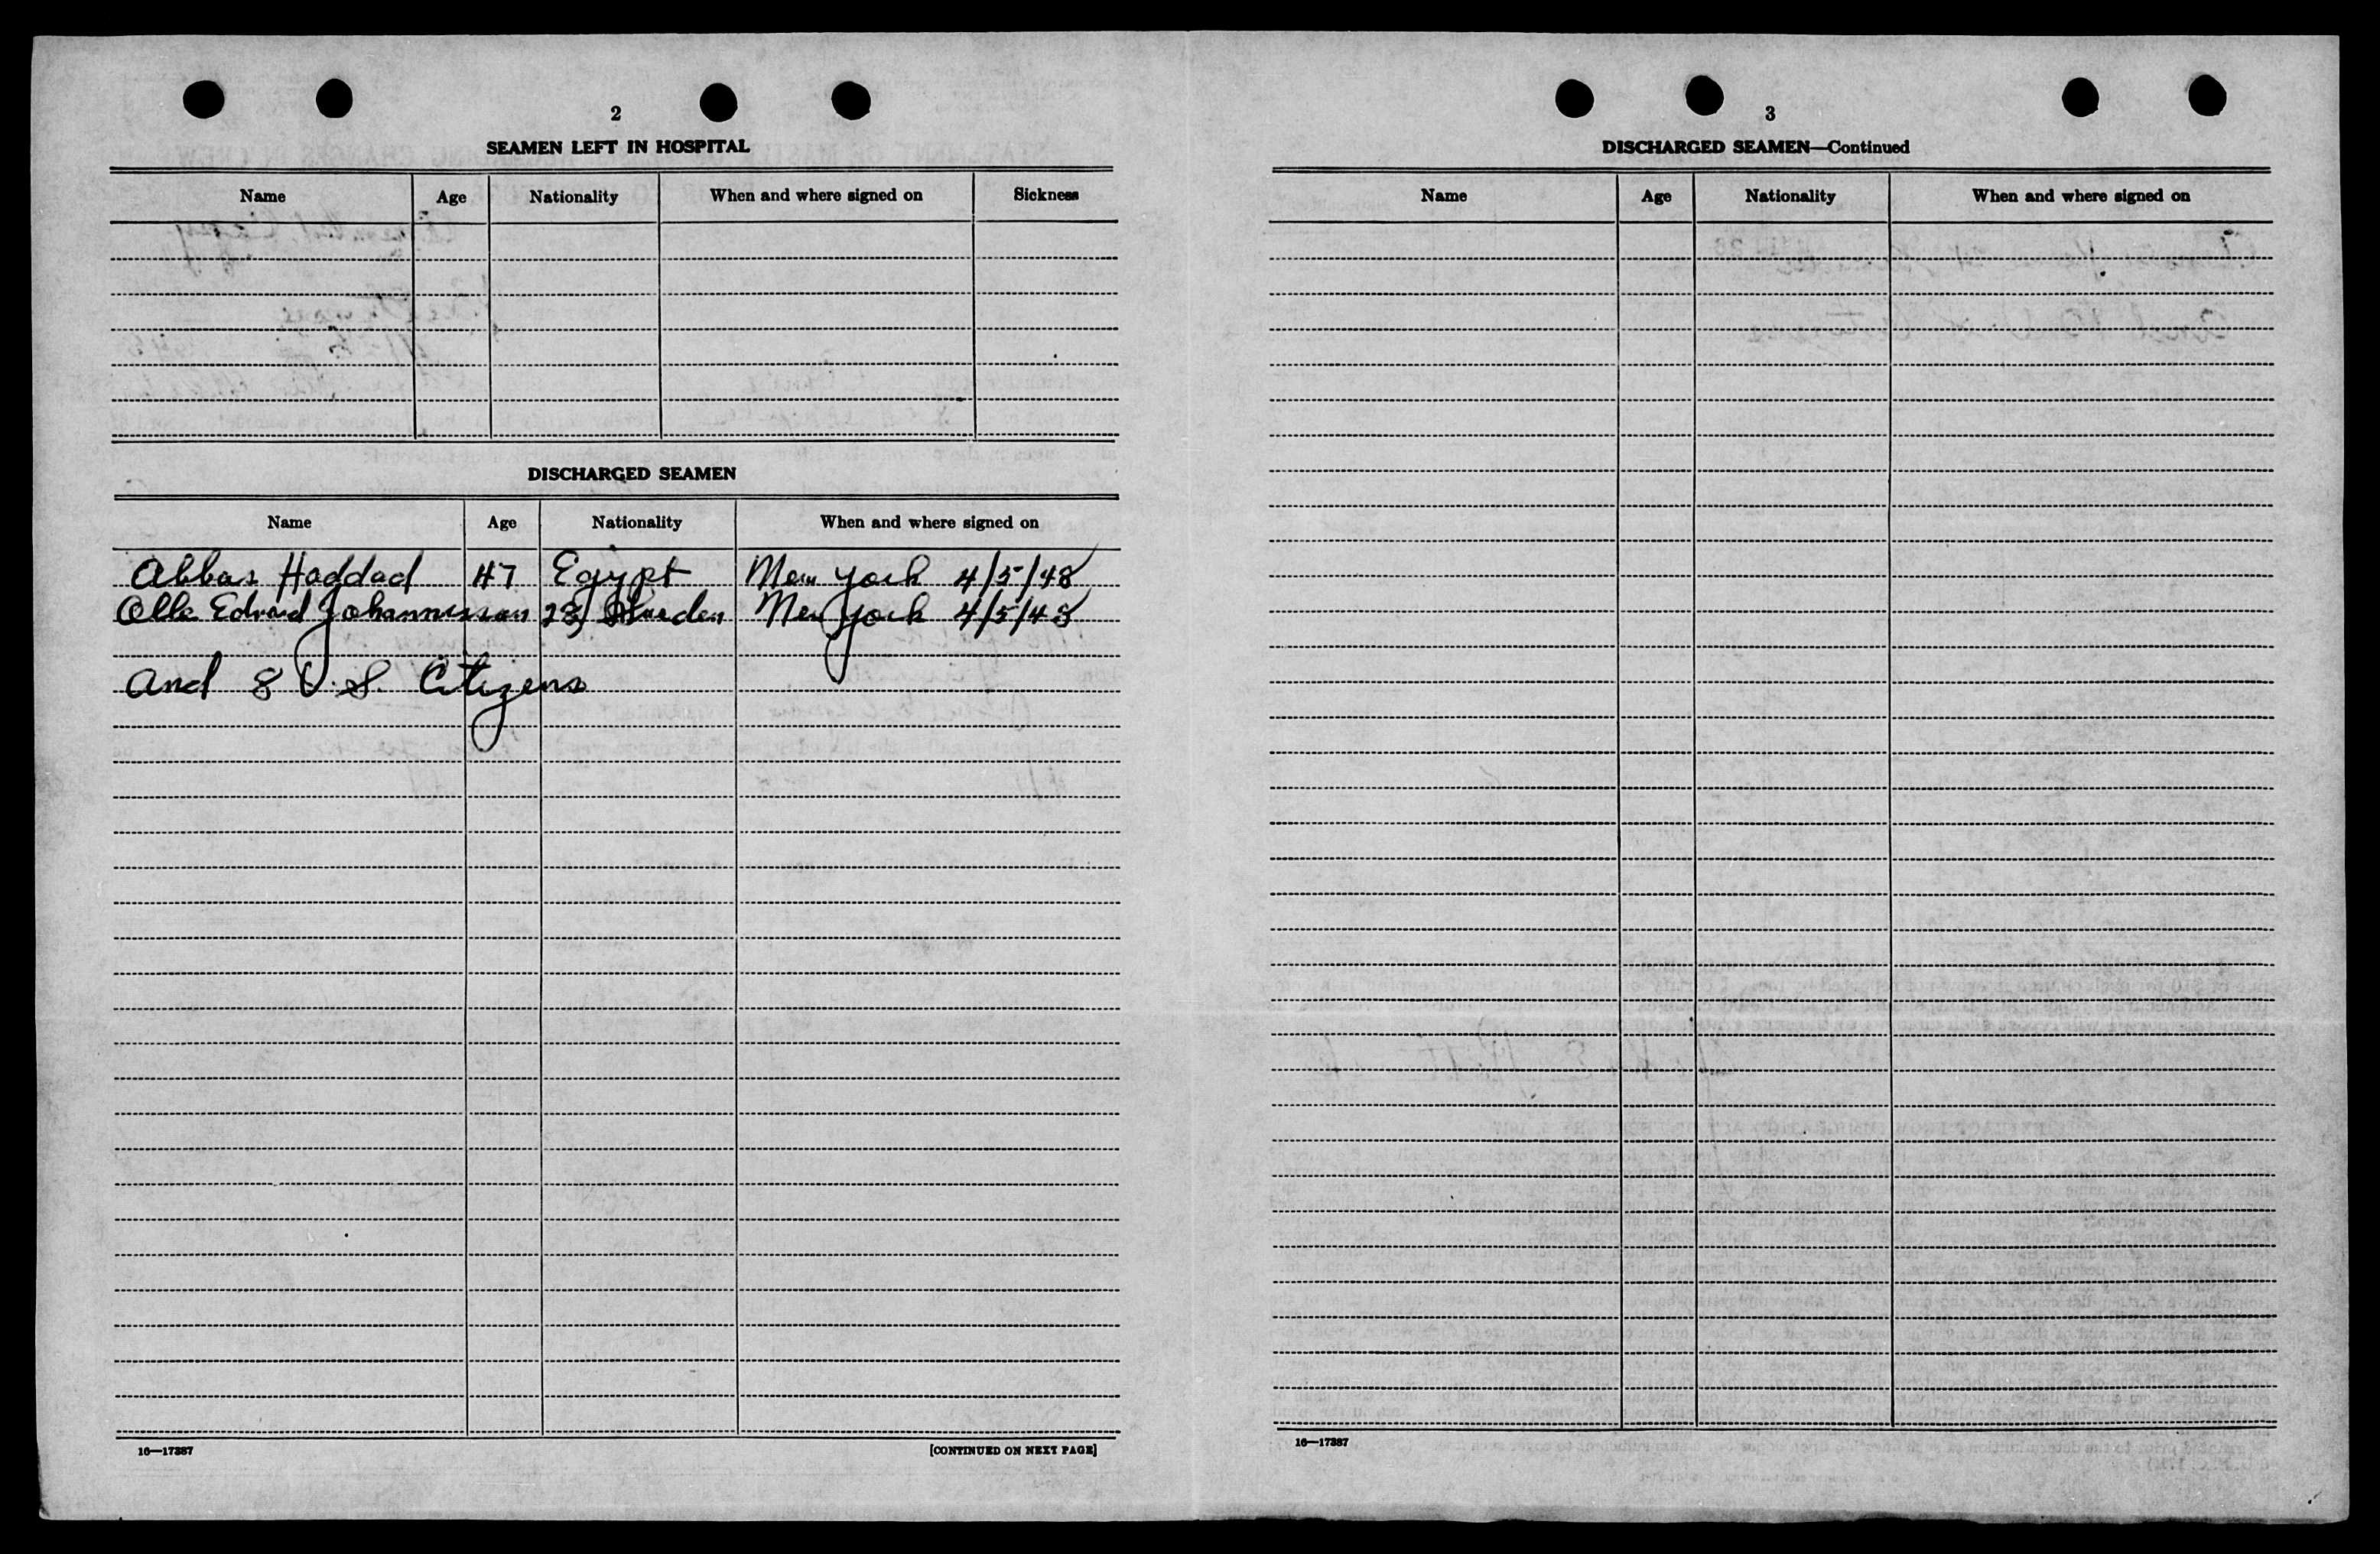 2
SEAMEN LEFT IN HOSPITAL
Name Age Nationality When and where signed on Sickness
DISCHARGED SEAMEN
Name Age Nationality When and where signed on
Abbas Haddad 47 Egypt New York 4/5/48
Olle Edvard Johannesson 28 Sweden New York 4/5/48
And 8 U.S. Citizens
16—17387
[CONTINUED ON NEXT PAGE]
3
DISCHARGED SEAMEN—Continued
Name Age Nationality When and where signed on
16—17387